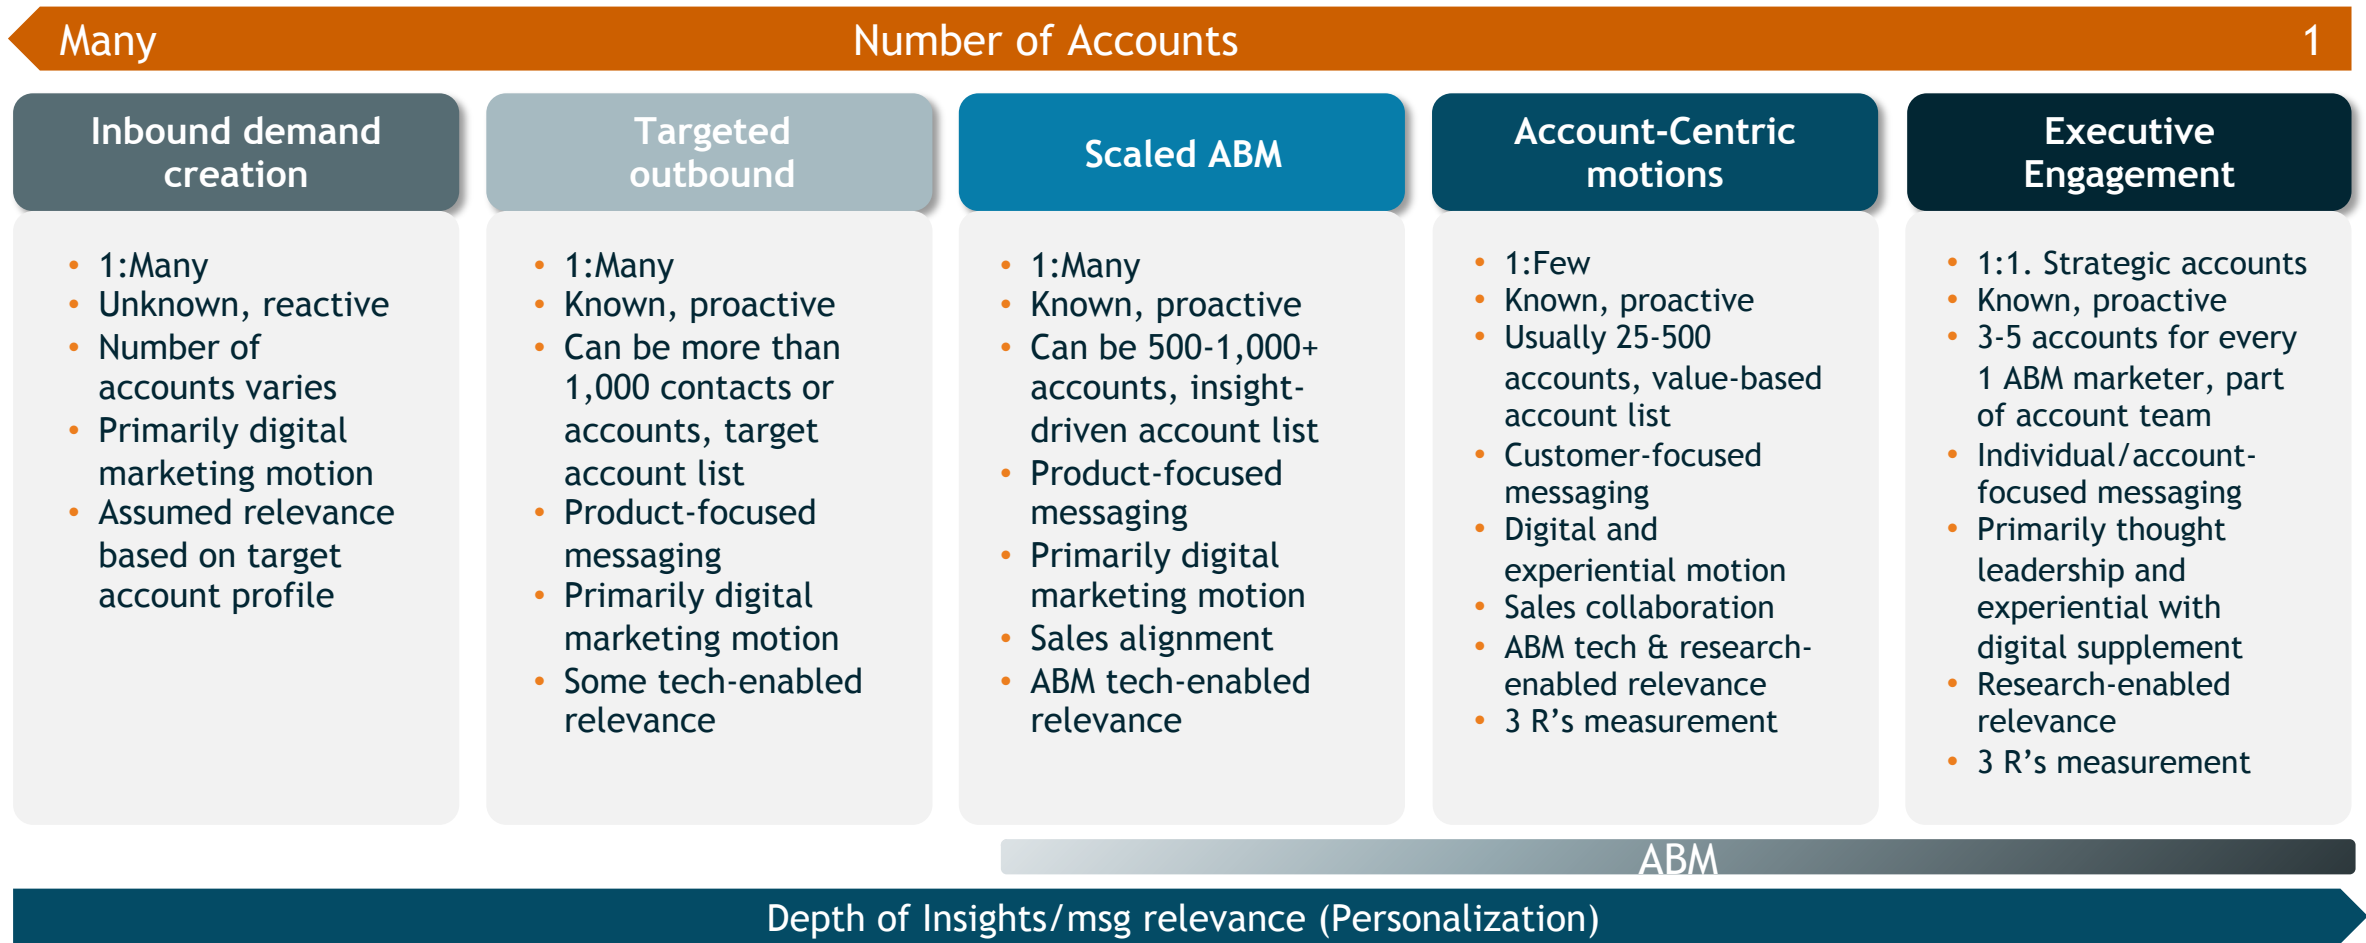 Many Number of Accounts 1
Inbound demand
creation
• 1:Many
• Unknown, reactive
• Number of
accounts varies
• Primarily digital
marketing motion
• Assumed relevance
based on target
account profile
Targeted
outbound
• 1:Many
• Known, proactive
• Can be more than
1,000 contacts or
accounts, target
account list
• Product-focused
messaging
• Primarily digital
marketing motion
• Some tech-enabled
relevance
Scaled ABM
• 1:Many
• Known, proactive
• Can be 500-1,000+
accounts, insight-
driven account list
• Product-focused
messaging
• Primarily digital
marketing motion
• Sales alignment
• ABM tech-enabled
relevance
Account-Centric
motions
• 1:Few
• Known, proactive
• Usually 25-500
accounts, value-based
account list
• Customer-focused
messaging
• Digital and
experiential motion
• Sales collaboration
• ABM tech & research-
enabled relevance
• 3 R’s measurement
Executive
Engagement
• 1:1. Strategic accounts
• Known, proactive
• 3-5 accounts for every
1 ABM marketer, part
of account team
• Individual/account-
focused messaging
• Primarily thought
leadership and
experiential with
digital supplement
• Research-enabled
relevance
• 3 R’s measurement
ABM
Depth of Insights/msg relevance (Personalization)